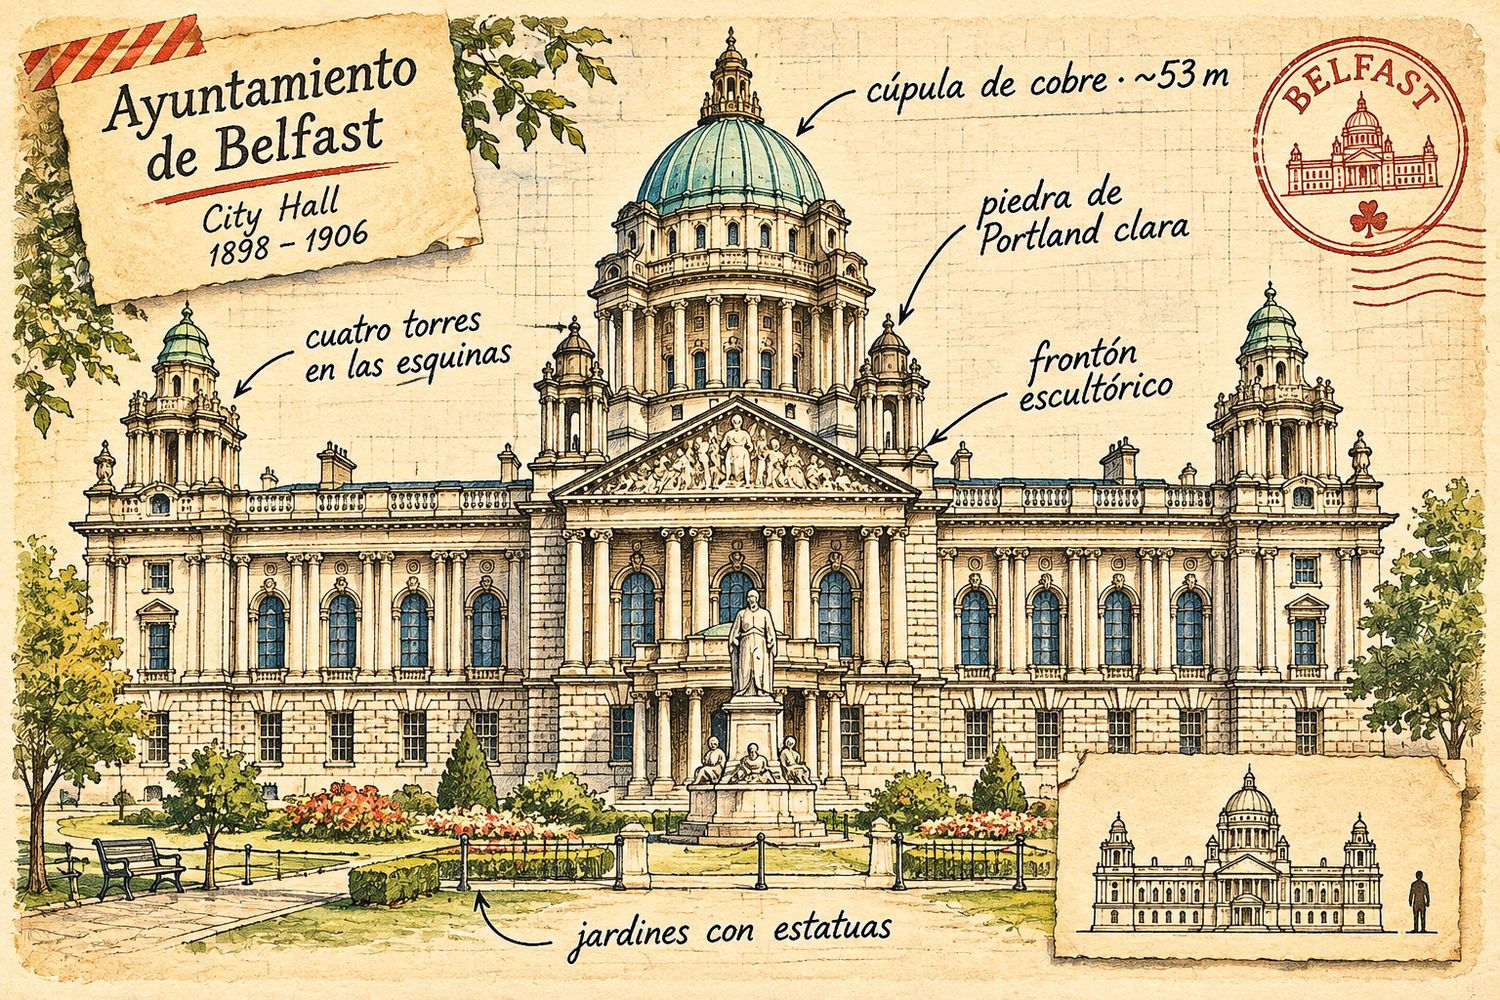 Ayuntamiento
de Belfast
City Hall
1898 – 1906
cúpula de cobre · ~53 m
BELFAST
piedra de
Portland clara
cuatro torres
en las esquinas
frontón
escultórico
jardines con estatuas